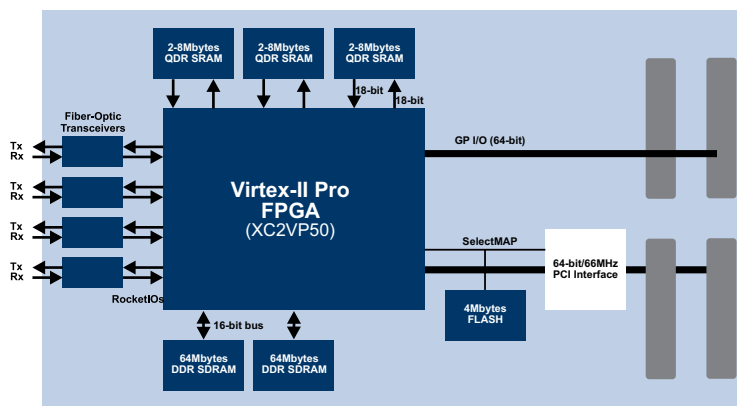 2-8Mbytes
QDR SRAM
2-8Mbytes
QDR SRAM
2-8Mbytes
QDR SRAM
18-bit
18-bit
Fiber-Optic
Transceivers
Tx
Rx
Tx
Rx
Tx
Rx
Tx
Rx
RocketIOs
Virtex-II Pro
FPGA
(XC2VP50)
GP I/O (64-bit)
SelectMAP
64-bit/66MHz
PCI Interface
4Mbytes
FLASH
16-bit bus
64Mbytes
DDR SDRAM
64Mbytes
DDR SDRAM